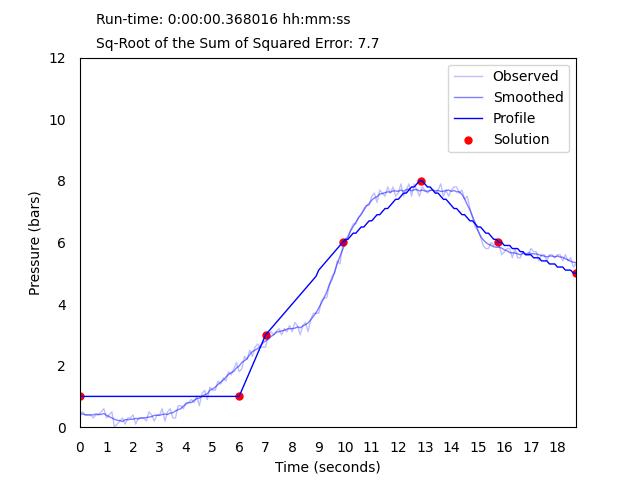 Run-time: 0:00:00.368016 hh:mm:ss
Sq-Root of the Sum of Squared Error: 7.7
12
10
8
6
4
2
0
Pressure (bars)
Observed
Smoothed
Profile
Solution
0 1 2 3 4 5 6 7 8 9 10 11 12 13 14 15 16 17 18
Time (seconds)